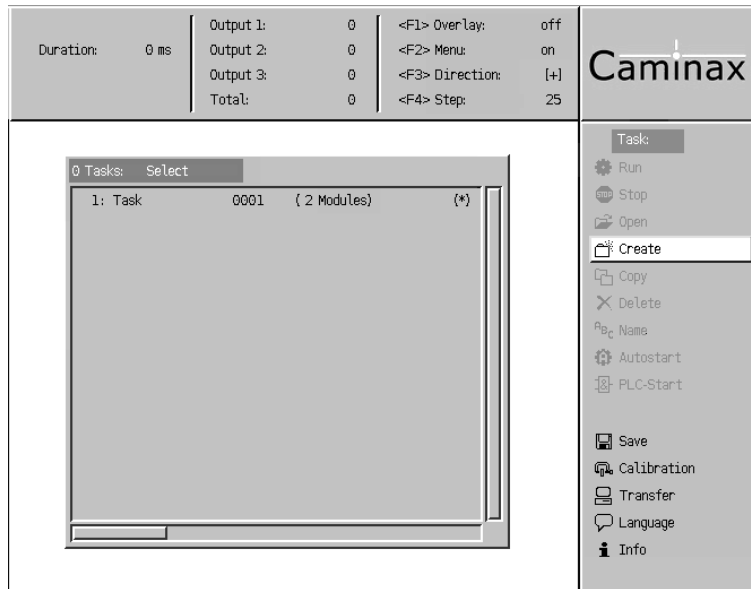 Duration: 0 ms
Output 1: 0
Output 2: 0
Output 3: 0
Total: 0
<F1> Overlay: off
<F2> Menu: on
<F3> Direction: [+]
<F4> Step: 25
Caminax
0 Tasks: Select
1: Task 0001 ( 2 Modules) (*)
Task:
Run
STOP Stop
Open
Create
Copy
Delete
ABC Name
Autostart
& PLC-Start
Save
Calibration
Transfer
Language
i Info